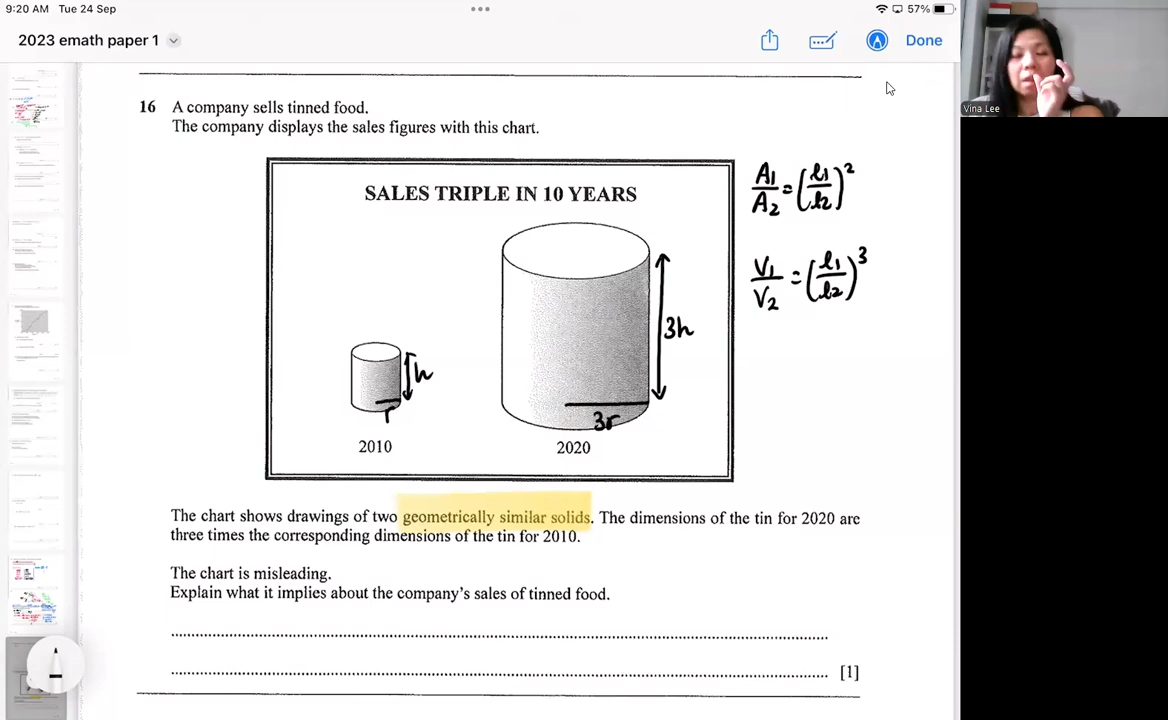 9:20 AM Tue 24 Sep
57%
2023 emath paper 1
Done
Vina Lee
16 A company sells tinned food.
The company displays the sales figures with this chart.
SALES TRIPLE IN 10 YEARS
h
r
3h
3r
2010
2020
A1/A2 = (l1/l2)²
V1/V2 = (l1/l2)³
The chart shows drawings of two geometrically similar solids. The dimensions of the tin for 2020 are
three times the corresponding dimensions of the tin for 2010.
The chart is misleading.
Explain what it implies about the company's sales of tinned food.
[1]